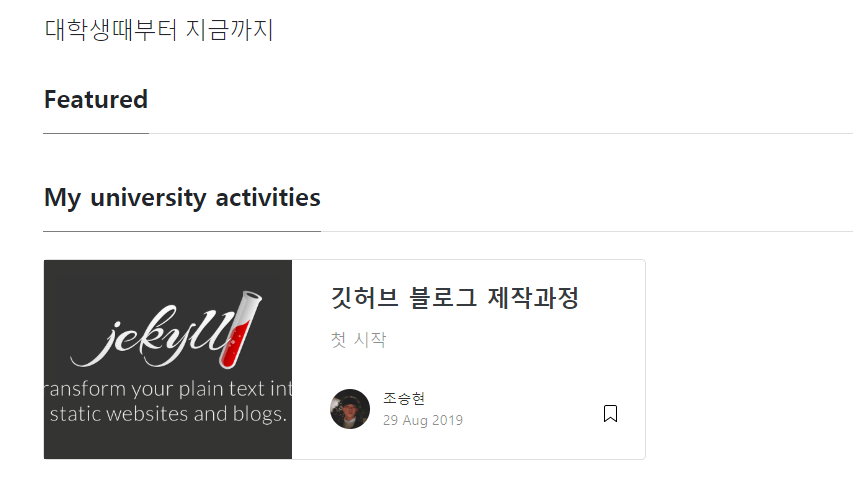 대학생때부터 지금까지
Featured
My university activities
jekyll
ransform your plain text int
static websites and blogs.
깃허브 블로그 제작과정
첫 시작
조승현
29 Aug 2019